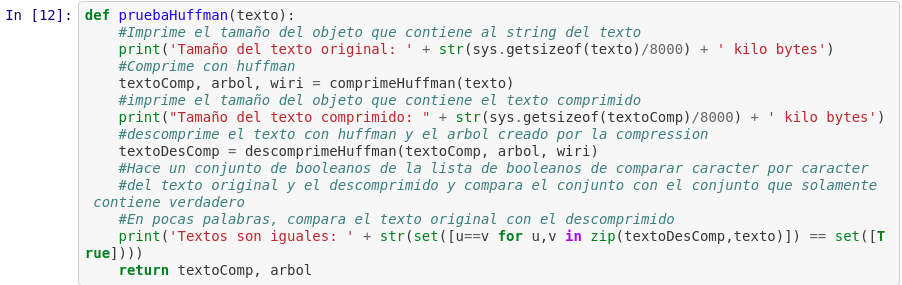 In [12]: def pruebaHuffman(texto):
    #Imprime el tamaño del objeto que contiene al string del texto
    print('Tamaño del texto original: ' + str(sys.getsizeof(texto)/8000) + ' kilo bytes')
    #Comprime con huffman
    textoComp, arbol, wiri = comprimeHuffman(texto)
    #imprime el tamaño del objeto que contiene el texto comprimido
    print("Tamaño del texto comprimido: " + str(sys.getsizeof(textoComp)/8000) + ' kilo bytes')
    #descomprime el texto con huffman y el arbol creado por la compression
    textoDesComp = descomprimeHuffman(textoComp, arbol, wiri)
    #Hace un conjunto de booleanos de la lista de booleanos de comparar caracter por caracter
    #del texto original y el descomprimido y compara el conjunto con el conjunto que solamente
 contiene verdadero
    #En pocas palabras, compara el texto original con el descomprimido
    print('Textos son iguales: ' + str(set([u==v for u,v in zip(textoDesComp,texto)]) == set([T
rue])))
    return textoComp, arbol